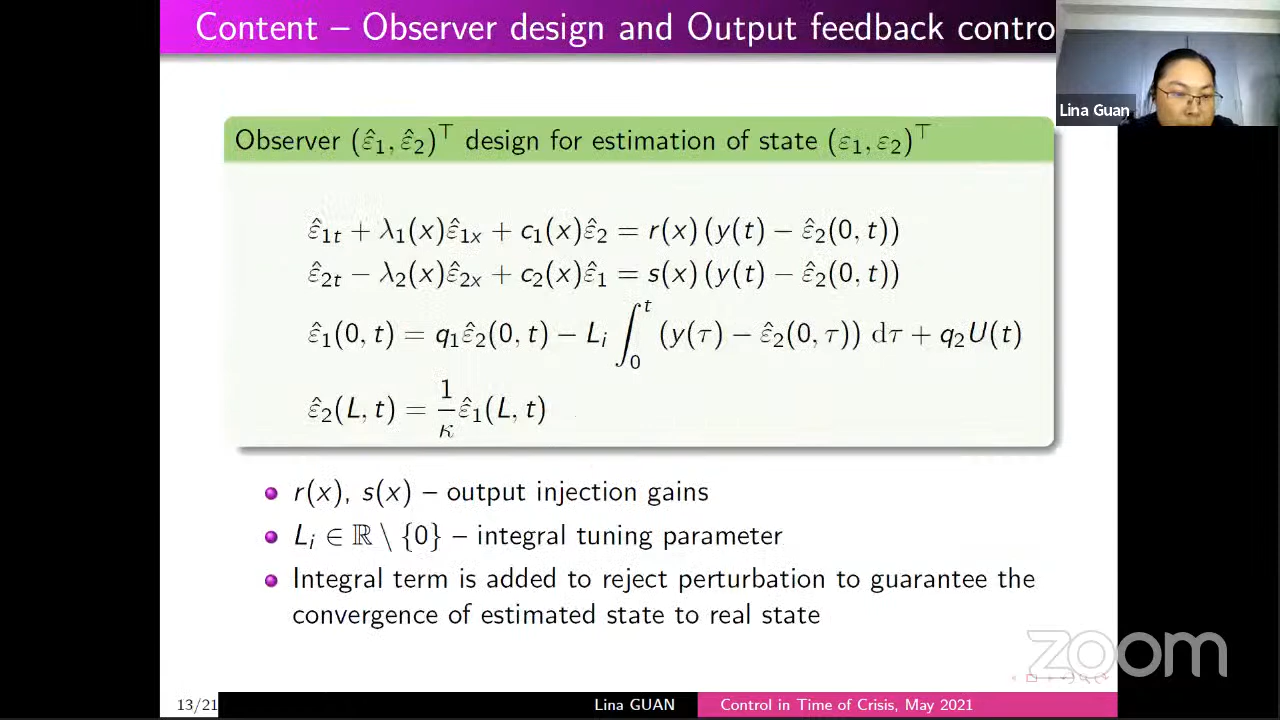 Content – Observer design and Output feedback contro
Lina Guan
Observer (ε̂₁, ε̂₂)^⊤ design for estimation of state (ε₁, ε₂)^⊤
ε̂₁ₜ + λ₁(x)ε̂₁ₓ + c₁(x)ε̂₂ = r(x) (y(t) − ε̂₂(0, t))
ε̂₂ₜ − λ₂(x)ε̂₂ₓ + c₂(x)ε̂₁ = s(x) (y(t) − ε̂₂(0, t))
ε̂₁(0, t) = q₁ε̂₂(0, t) − Lᵢ ∫₀ᵗ (y(τ) − ε̂₂(0, τ)) dτ + q₂U(t)
ε̂₂(L, t) = 1/κ ε̂₁(L, t)
r(x), s(x) – output injection gains
Lᵢ ∈ ℝ \ {0} – integral tuning parameter
Integral term is added to reject perturbation to guarantee the
convergence of estimated state to real state
zoom
13/21 Lina GUAN Control in Time of Crisis, May 2021